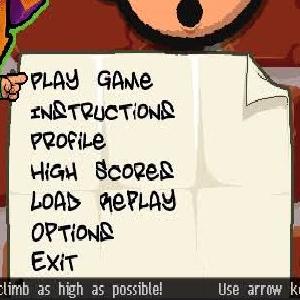 PLAY GAME
INSTRUCTIONS
PROFILE
HIGH SCORES
LOAD REPLAY
OPTIONS
EXIT
climb as high as possible! Use arrow